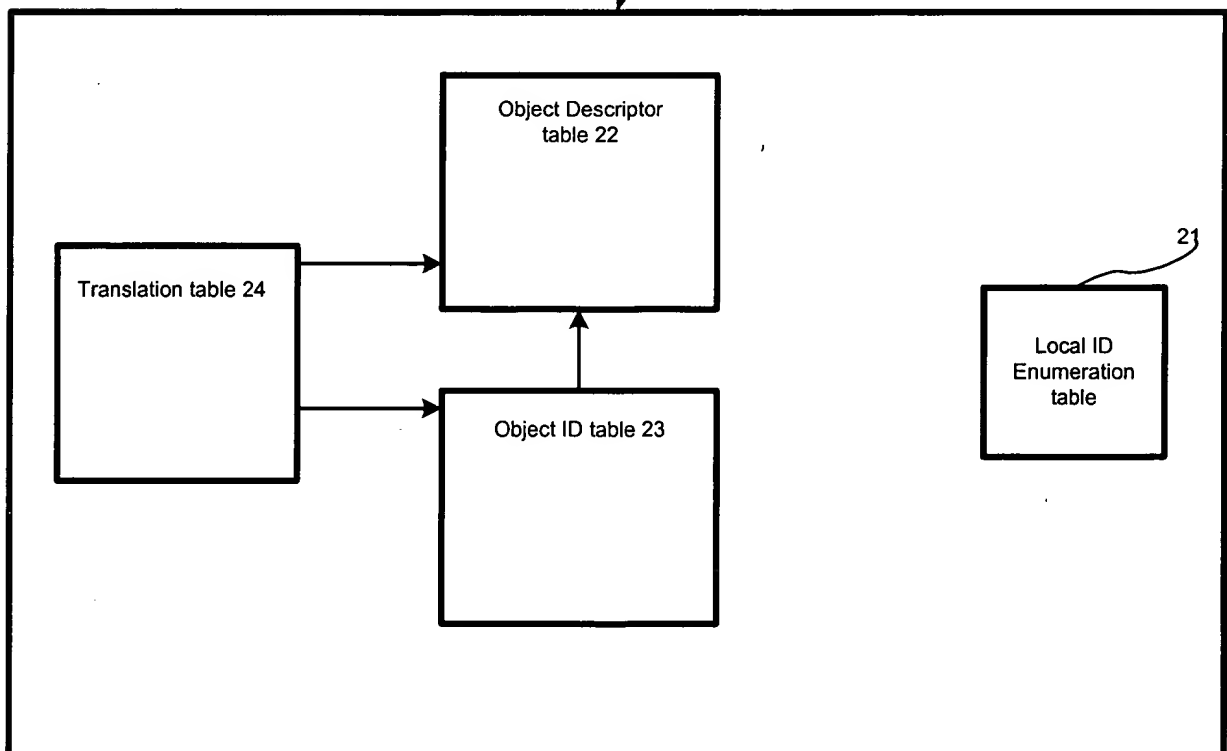 Object Descriptor
table 22
Translation table 24
Object ID table 23
21
Local ID
Enumeration
table